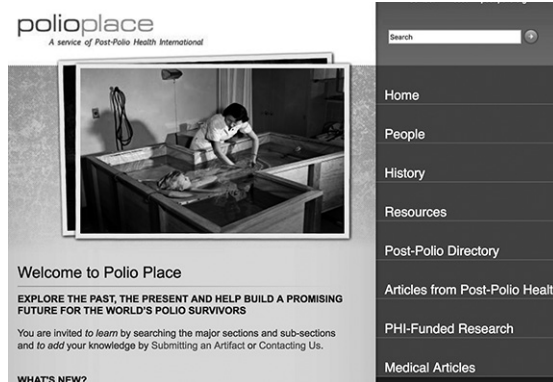 polioplace
A service of Post-Polio Health International
Welcome to Polio Place
EXPLORE THE PAST, THE PRESENT AND HELP BUILD A PROMISING
FUTURE FOR THE WORLD'S POLIO SURVIVORS
You are invited to learn by searching the major sections and sub-sections
and to add your knowledge by Submitting an Artifact or Contacting Us.
WHAT'S NEW?
Search
Home
People
History
Resources
Post-Polio Directory
Articles from Post-Polio Healt
PHI-Funded Research
Medical Articles